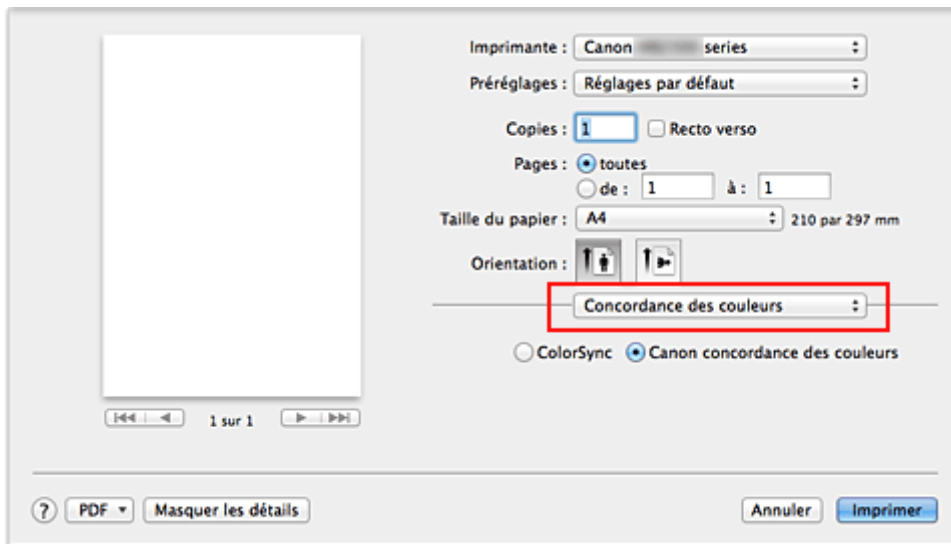 Imprimante : Canon series
Préréglages : Réglages par défaut
Copies : 1 Recto verso
Pages : toutes
de : 1 à : 1
Taille du papier : A4 210 par 297 mm
Orientation :
Concordance des couleurs
ColorSync Canon concordance des couleurs
1 sur 1
? PDF Masquer les détails Annuler Imprimer